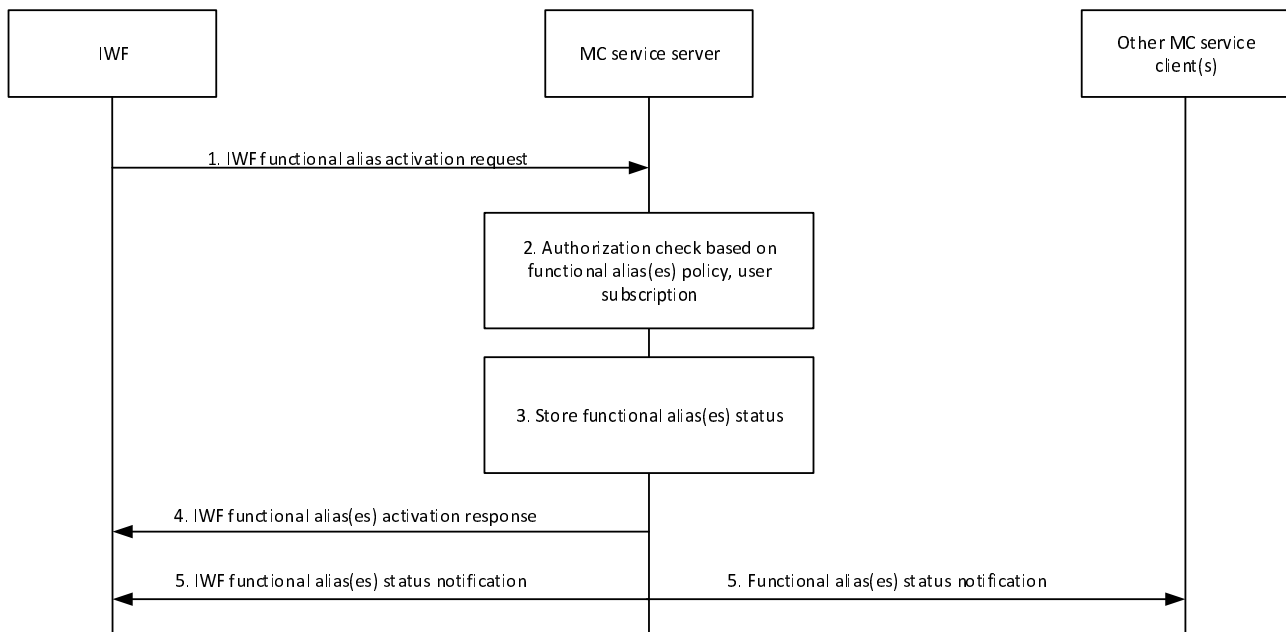 IWF
MC service server
Other MC service
client(s)
1. IWF functional alias activation request
2. Authorization check based on
functional alias(es) policy, user
subscription
3. Store functional alias(es) status
4. IWF functional alias(es) activation response
5. IWF functional alias(es) status notification
5. Functional alias(es) status notification